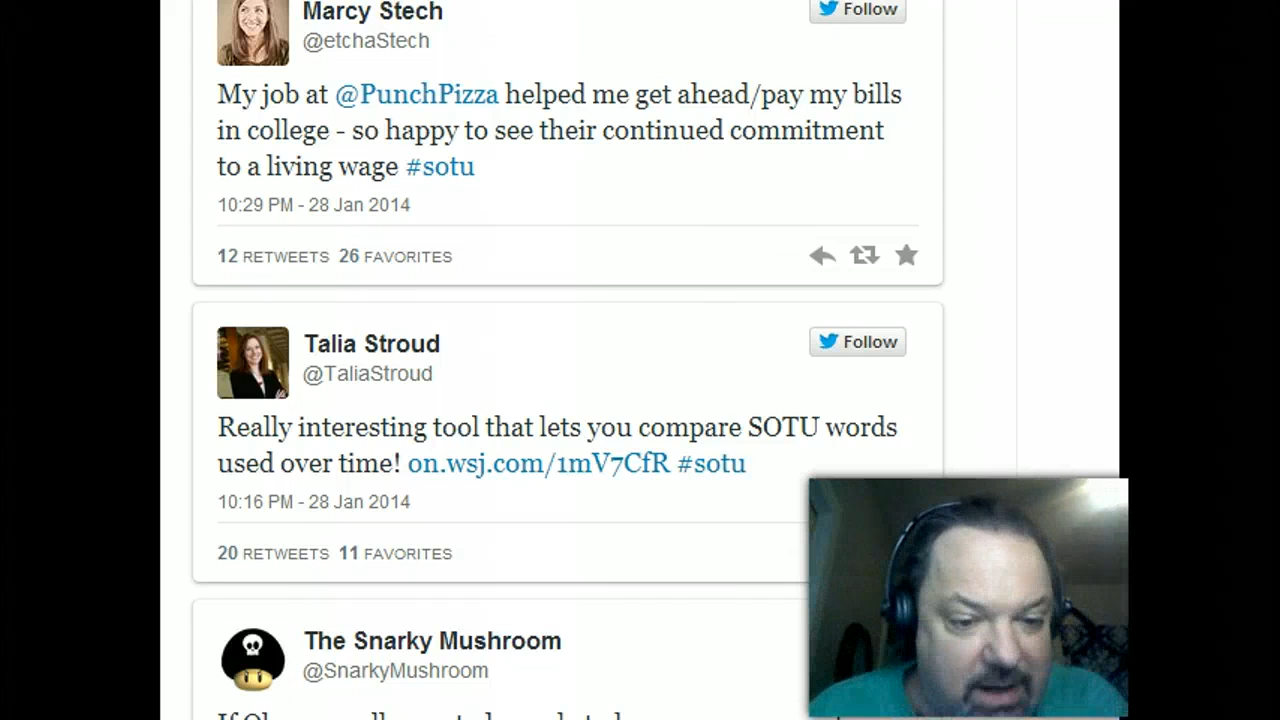 Marcy Stech
Follow
@etchaStech
My job at @PunchPizza helped me get ahead/pay my bills
in college - so happy to see their continued commitment
to a living wage #sotu
10:29 PM - 28 Jan 2014
12 RETWEETS 26 FAVORITES
Talia Stroud
Follow
@TaliaStroud
Really interesting tool that lets you compare SOTU words
used over time! on.wsj.com/1mV7CfR #sotu
10:16 PM - 28 Jan 2014
20 RETWEETS 11 FAVORITES
The Snarky Mushroom
@SnarkyMushroom